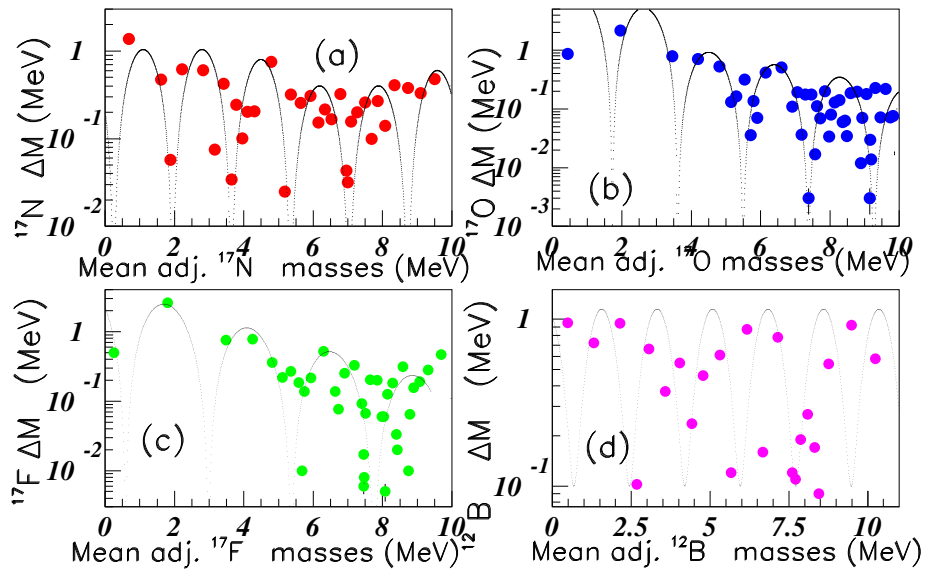 (a)
1
10 -1
10 -2
17N ΔM (MeV)
0 2 4 6 8 10
Mean adj. 17N masses (MeV)
(b)
1
10 -1
10 -2
10 -3
17O ΔM (MeV)
0 2 4 6 8 10
Mean adj. 17O masses (MeV)
(c)
1
10 -1
10 -2
17F ΔM (MeV)
0 2 4 6 8 10
Mean adj. 17F masses (MeV)
(d)
1
10 -1
12B ΔM (MeV)
0 2.5 5 7.5 10
Mean adj. 12B masses (MeV)